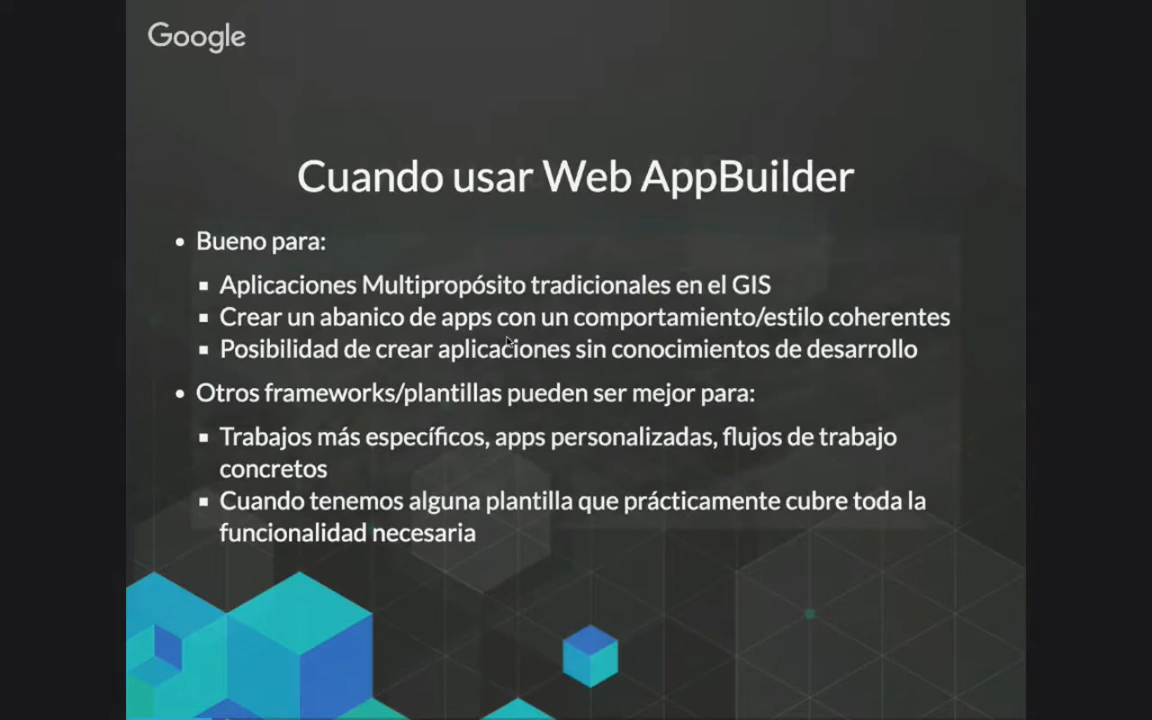 Google
Cuando usar Web AppBuilder
• Bueno para:
▪ Aplicaciones Multipropósito tradicionales en el GIS
▪ Crear un abanico de apps con un comportamiento/estilo coherentes
▪ Posibilidad de crear aplicaciones sin conocimientos de desarrollo
• Otros frameworks/plantillas pueden ser mejor para:
▪ Trabajos más específicos, apps personalizadas, flujos de trabajo
concretos
▪ Cuando tenemos alguna plantilla que prácticamente cubre toda la
funcionalidad necesaria